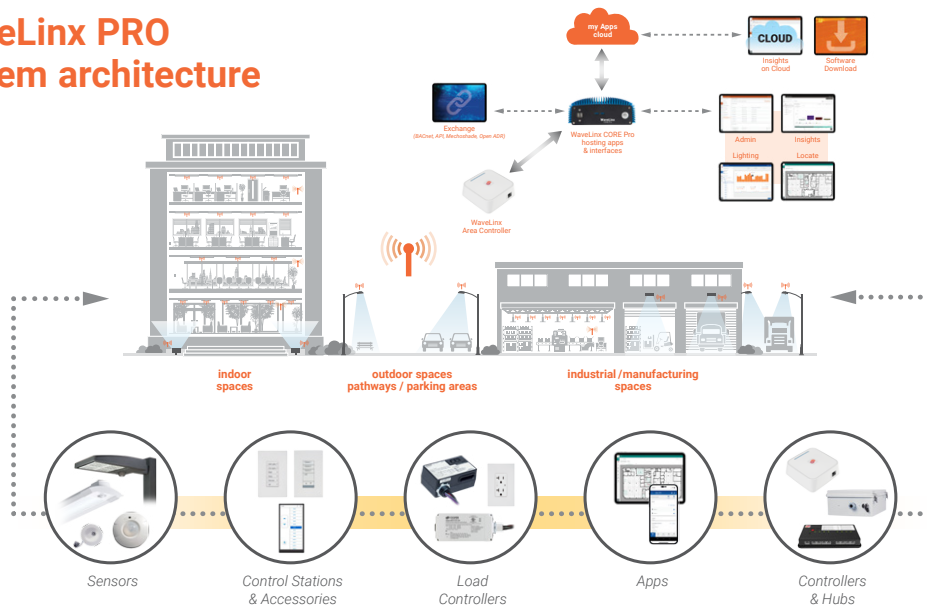 eLinx PRO
em architecture
my Apps
cloud
CLOUD
Insights
on Cloud
Software
Download
Exchange
(BACnet, API, Mechoshade, Open ADR)
WaveLinx CORE Pro
hosting apps
& interfaces
Admin
Insights
Lighting
Locate
WaveLinx
Area Controller
indoor
spaces
outdoor spaces
pathways / parking areas
industrial/manufacturing
spaces
Sensors
Control Stations
& Accessories
Load
Controllers
Apps
Controllers
& Hubs